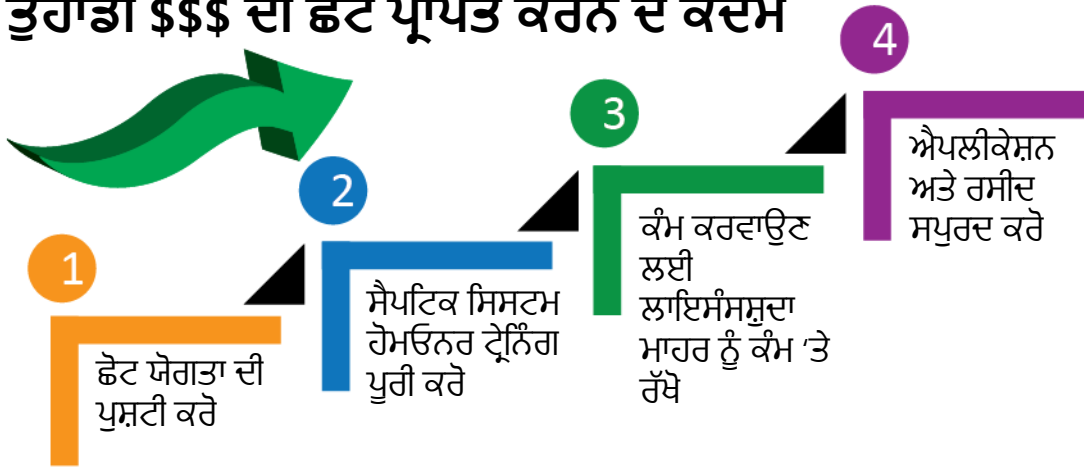 ਤੁਹਾਡੀ $$$ ਦੀ ਛੋਟ ਪ੍ਰਾਪਤ ਕਰਨ ਦੇ ਕਦਮ
4
3
2
1
ਐਪਲੀਕੇਸ਼ਨ
ਅਤੇ ਰਸੀਦ
ਸਪੁਰਦ ਕਰੋ
ਕੰਮ ਕਰਵਾਉਣ
ਲਈ
ਲਾਇਸੰਸਸ਼ੁਦਾ
ਮਾਹਰ ਨੂੰ ਕੰਮ ‘ਤੇ
ਰੱਖੋ
ਸੈਪਟਿਕ ਸਿਸਟਮ
ਹੋਮਓਨਰ ਟ੍ਰੇਨਿੰਗ
ਪੂਰੀ ਕਰੋ
ਛੋਟ ਯੋਗਤਾ ਦੀ
ਪੁਸ਼ਟੀ ਕਰੋ